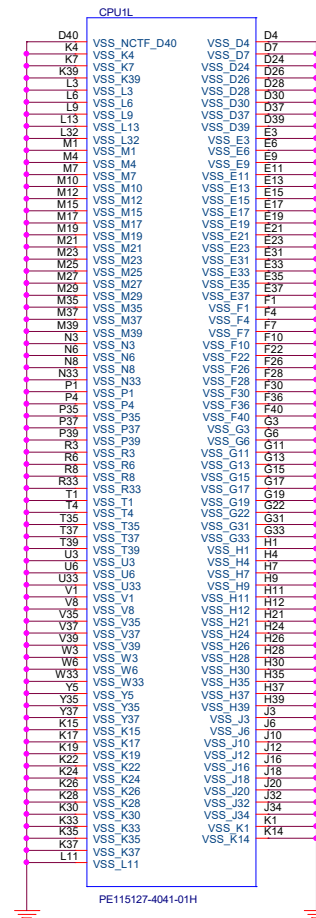 CPU1L
D40 VSS_NCTF_D40 VSS_D4 D4
K4 VSS_K4 VSS_D7 D7
K7 VSS_K7 VSS_D24 D24
K39 VSS_K39 VSS_D26 D26
L3 VSS_L3 VSS_D28 D28
L6 VSS_L6 VSS_D30 D30
L9 VSS_L9 VSS_D37 D37
L13 VSS_L13 VSS_D39 D39
L32 VSS_L32 VSS_E3 E3
M1 VSS_M1 VSS_E6 E6
M4 VSS_M4 VSS_E9 E9
M7 VSS_M7 VSS_E11 E11
M10 VSS_M10 VSS_E13 E13
M12 VSS_M12 VSS_E15 E15
M15 VSS_M15 VSS_E17 E17
M17 VSS_M17 VSS_E19 E19
M19 VSS_M19 VSS_E21 E21
M21 VSS_M21 VSS_E23 E23
M23 VSS_M23 VSS_E31 E31
M25 VSS_M25 VSS_E33 E33
M27 VSS_M27 VSS_E35 E35
M29 VSS_M29 VSS_E37 E37
M35 VSS_M35 VSS_F1 F1
M37 VSS_M37 VSS_F4 F4
M39 VSS_M39 VSS_F7 F7
N3 VSS_N3 VSS_F10 F10
N6 VSS_N6 VSS_F22 F22
N8 VSS_N8 VSS_F26 F26
N33 VSS_N33 VSS_F28 F28
P1 VSS_P1 VSS_F30 F30
P4 VSS_P4 VSS_F36 F36
P35 VSS_P35 VSS_F40 F40
P37 VSS_P37 VSS_G3 G3
P39 VSS_P39 VSS_G6 G6
R3 VSS_R3 VSS_G11 G11
R6 VSS_R6 VSS_G13 G13
R8 VSS_R8 VSS_G15 G15
R33 VSS_R33 VSS_G17 G17
T1 VSS_T1 VSS_G19 G19
T4 VSS_T4 VSS_G22 G22
T35 VSS_T35 VSS_G31 G31
T37 VSS_T37 VSS_G33 G33
T39 VSS_T39 VSS_H1 H1
U3 VSS_U3 VSS_H4 H4
U6 VSS_U6 VSS_H7 H7
U33 VSS_U33 VSS_H9 H9
V1 VSS_V1 VSS_H11 H11
V8 VSS_V8 VSS_H12 H12
V35 VSS_V35 VSS_H21 H21
V37 VSS_V37 VSS_H24 H24
V39 VSS_V39 VSS_H26 H26
W3 VSS_W3 VSS_H28 H28
W6 VSS_W6 VSS_H30 H30
W33 VSS_W33 VSS_H35 H35
Y5 VSS_Y5 VSS_H37 H37
Y35 VSS_Y35 VSS_H39 H39
Y37 VSS_Y37 VSS_J3 J3
K15 VSS_K15 VSS_J6 J6
K17 VSS_K17 VSS_J10 J10
K19 VSS_K19 VSS_J12 J12
K22 VSS_K22 VSS_J16 J16
K24 VSS_K24 VSS_J18 J18
K26 VSS_K26 VSS_J20 J20
K28 VSS_K28 VSS_J32 J32
K30 VSS_K30 VSS_J34 J34
K33 VSS_K33 VSS_K1 K1
K35 VSS_K35 VSS_K14 K14
K37 VSS_K37
L11 VSS_L11
PE115127-4041-01H